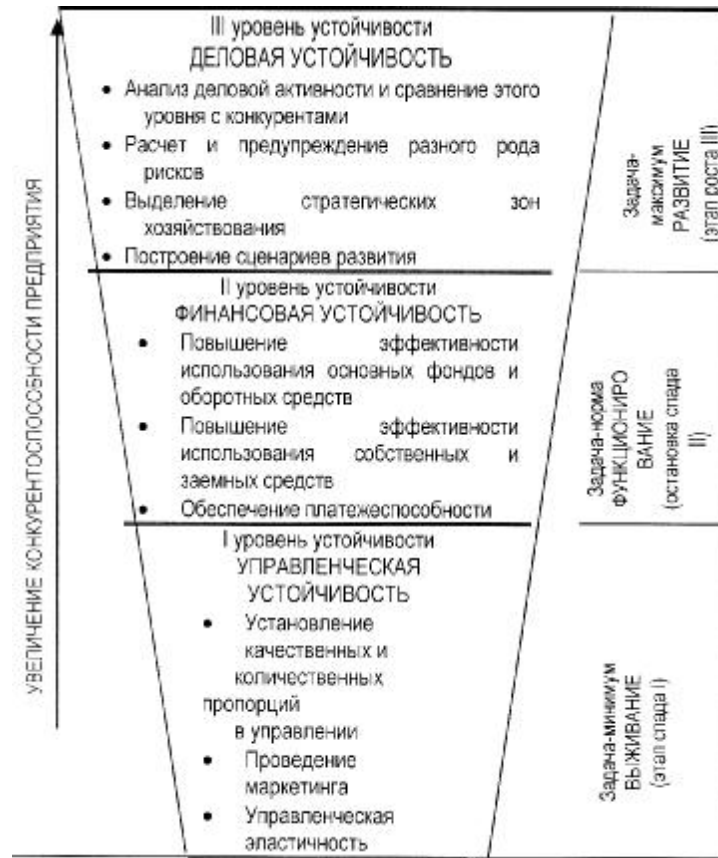 УВЕЛИЧЕНИЕ КОНКУРЕНТОСПОСОБНОСТИ ПРЕДПРИЯТИЯ
III уровень устойчивости
ДЕЛОВАЯ УСТОЙЧИВОСТЬ
• Анализ деловой активности и сравнение этого
уровня с конкурентами
• Расчет и предупреждение разного рода
рисков
• Выделение стратегических зон
хозяйствования
• Построение сценариев развития
Задача-
максимум
РАЗВИТИЕ
(этап роста III)
II уровень устойчивости
ФИНАНСОВАЯ УСТОЙЧИВОСТЬ
• Повышение эффективности
использования основных фондов и
оборотных средств
• Повышение эффективности
использования собственных и
заемных средств
• Обеспечение платежеспособности
Задача-норма
ФУНКЦИОНИРО
ВАНИЕ
(остановка спада
II)
I уровень устойчивости
УПРАВЛЕНЧЕСКАЯ
УСТОЙЧИВОСТЬ
• Установление
качественных и
количественных
пропорций
в управлении
• Проведение
маркетинга
• Управленческая
эластичность
Задача-минимум
ВЫЖИВАНИЕ
(этап спада I)